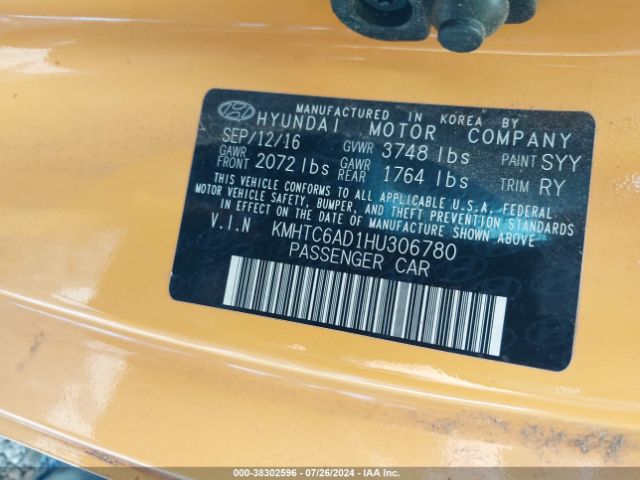 MANUFACTURED IN KOREA BY
HYUNDAI MOTOR COMPANY
SEP/12/16 GVWR 3748 lbs PAINT SYY
GAWR FRONT 2072 lbs GAWR REAR 1764 lbs TRIM RY
THIS VEHICLE CONFORMS TO ALL APPLICABLE U.S.A. FEDERAL
MOTOR VEHICLE SAFETY, BUMPER, AND THEFT PREVENTION STANDARDS
IN EFFECT ON THE DATE OF MANUFACTURE SHOWN ABOVE
V.I.N KMHTC6AD1HU306780
PASSENGER CAR
000-38302596 - 07/26/2024 - IAA Inc.